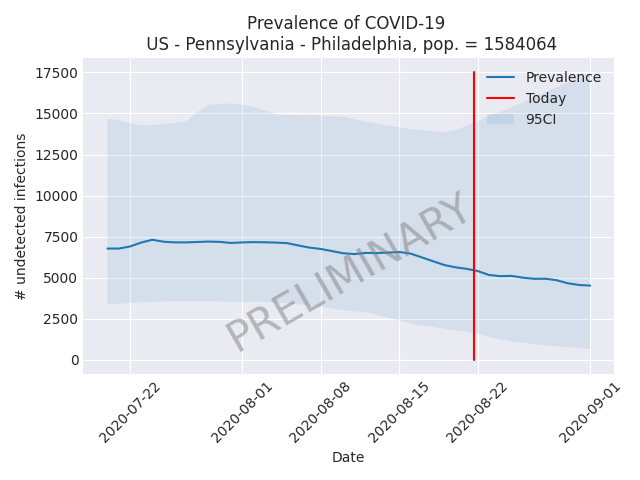 Prevalence of COVID-19
US - Pennsylvania - Philadelphia, pop. = 1584064
17500
15000
12500
10000
7500
5000
2500
0
# undetected infections
Prevalence
Today
95CI
PRELIMINARY
2020-07-22
2020-08-01
2020-08-08
2020-08-15
2020-08-22
2020-09-01
Date